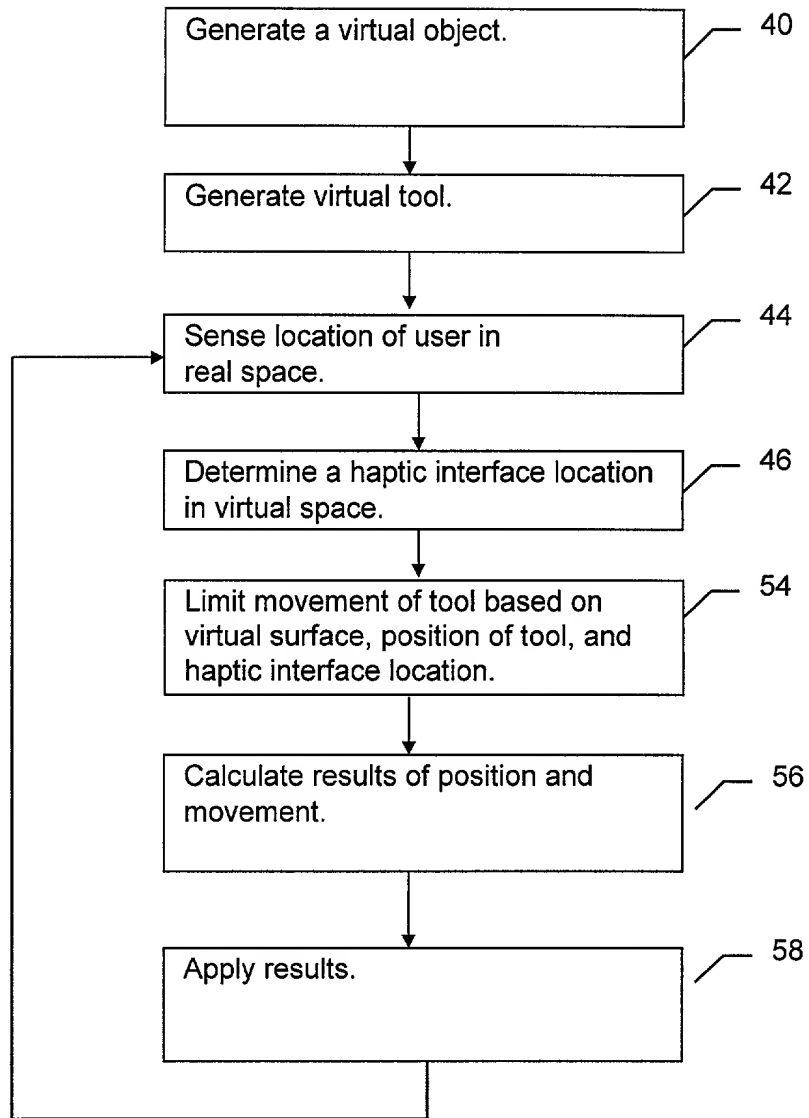 Generate a virtual object.
40
Generate virtual tool.
42
Sense location of user in
real space.
44
Determine a haptic interface location
in virtual space.
46
Limit movement of tool based on
virtual surface, position of tool, and
haptic interface location.
54
Calculate results of position and
movement.
56
Apply results.
58